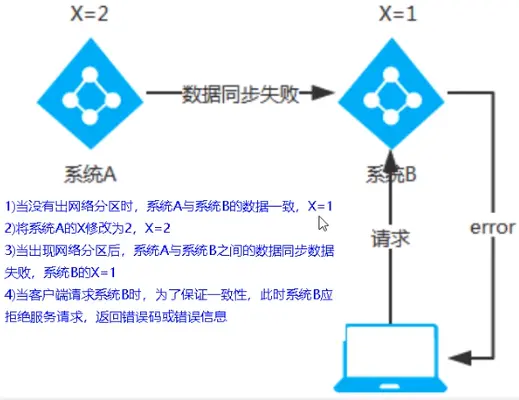 X=2
X=1
数据同步失败
系统A
系统B
1)当没有出网络分区时，系统A与系统B的数据一致，X=1
2)将系统A的X修改为2，X=2
3)当出现网络分区后，系统A与系统B之间的数据同步数据
失败，系统B的X=1
4)当客户端请求系统B时，为了保证一致性，此时系统B应
拒绝服务请求，返回错误码或错误信息
请求
error